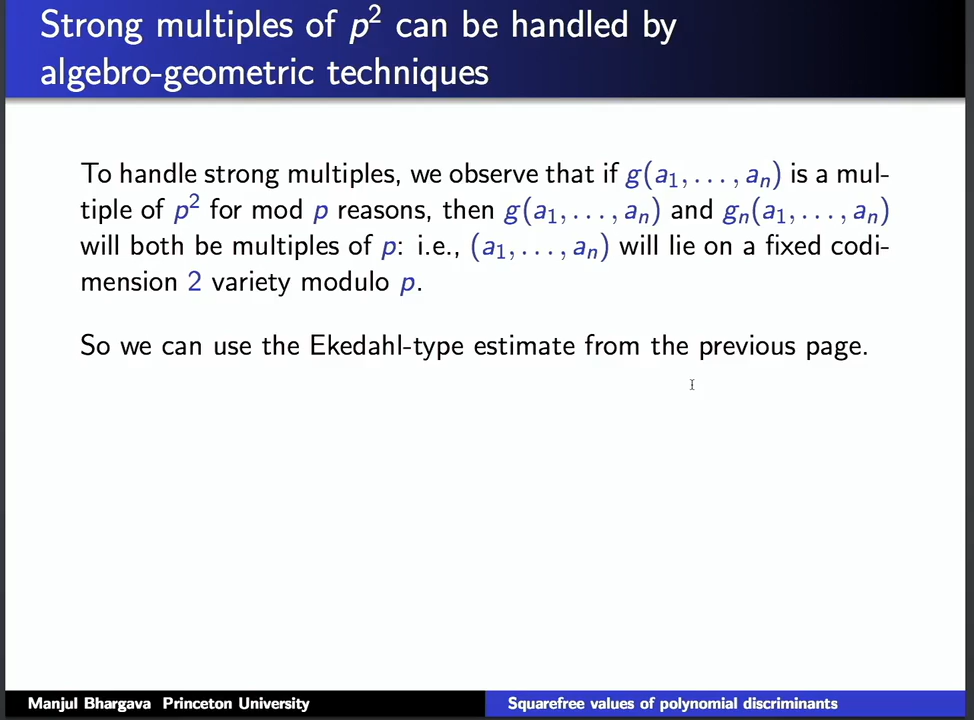 Strong multiples of p² can be handled by
algebro-geometric techniques
To handle strong multiples, we observe that if g(a₁, . . . , aₙ) is a mul-
tiple of p² for mod p reasons, then g(a₁, . . . , aₙ) and gₙ(a₁, . . . , aₙ)
will both be multiples of p: i.e., (a₁, . . . , aₙ) will lie on a fixed codi-
mension 2 variety modulo p.
So we can use the Ekedahl-type estimate from the previous page.
Manjul Bhargava Princeton University
Squarefree values of polynomial discriminants